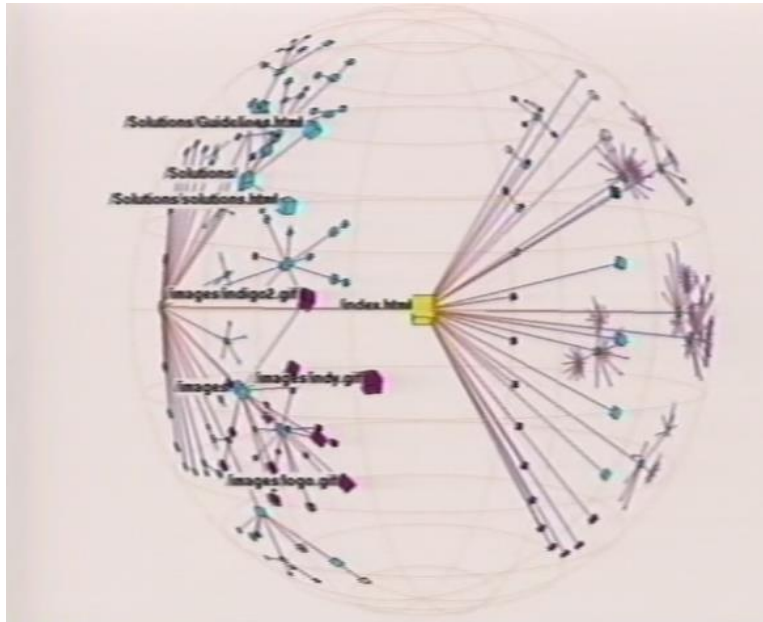 /Solutions/Guidelines.html
/Solutions/
/Solutions/solutions.html
/images/indigo2.gif
/index.html
/images/indy.gif
/images
/images/logo.gif